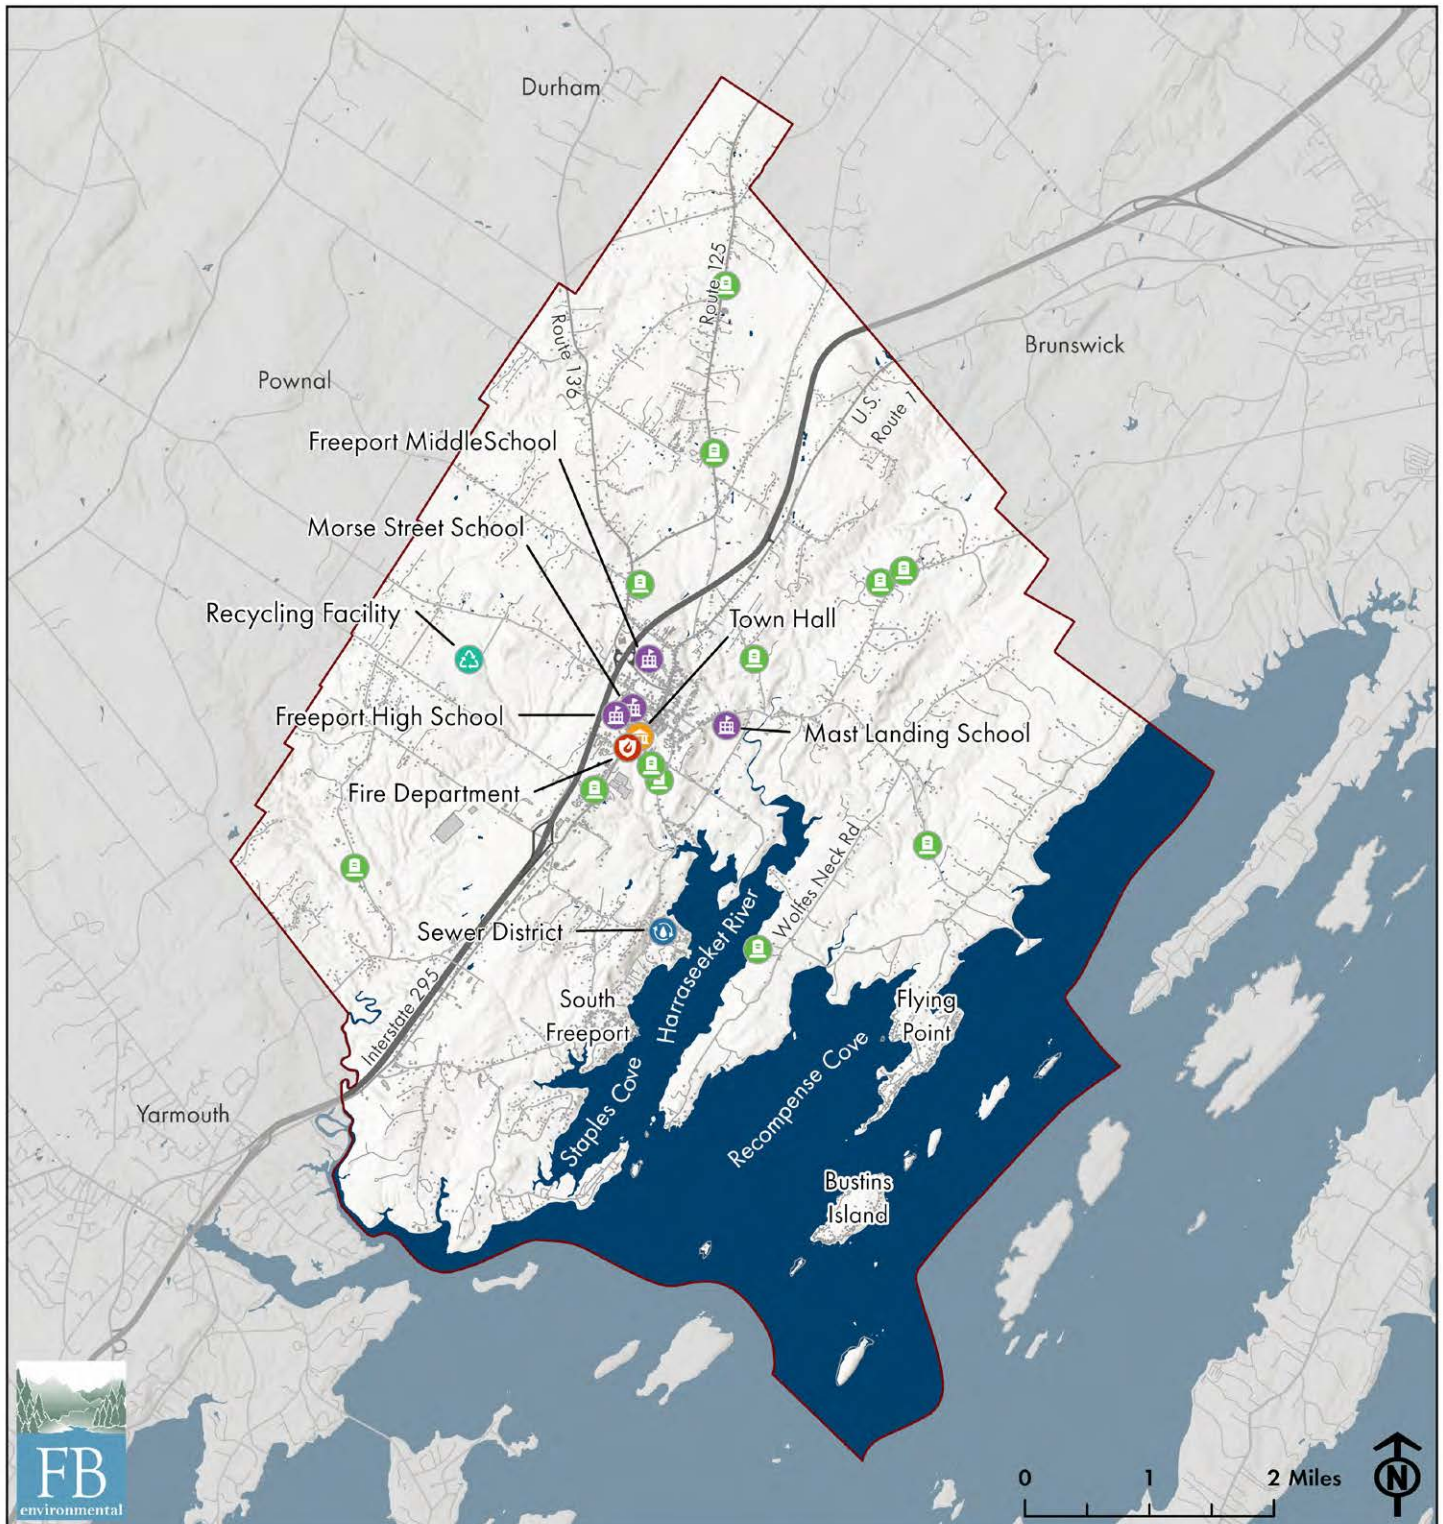 Durham
Route 125
Brunswick
Route 136
Pownal
U.S.
Route 1
Freeport MiddleSchool
Morse Street School
Recycling Facility
Town Hall
Freeport High School
Mast Landing School
Fire Department
Wolfes Neck Rd
Sewer District
Harraseeket River
Interstate 295
South
Freeport
Flying
Point
Staples Cove
Recompense Cove
Yarmouth
Bustins
Island
FB
environmental
0 1 2 Miles
N